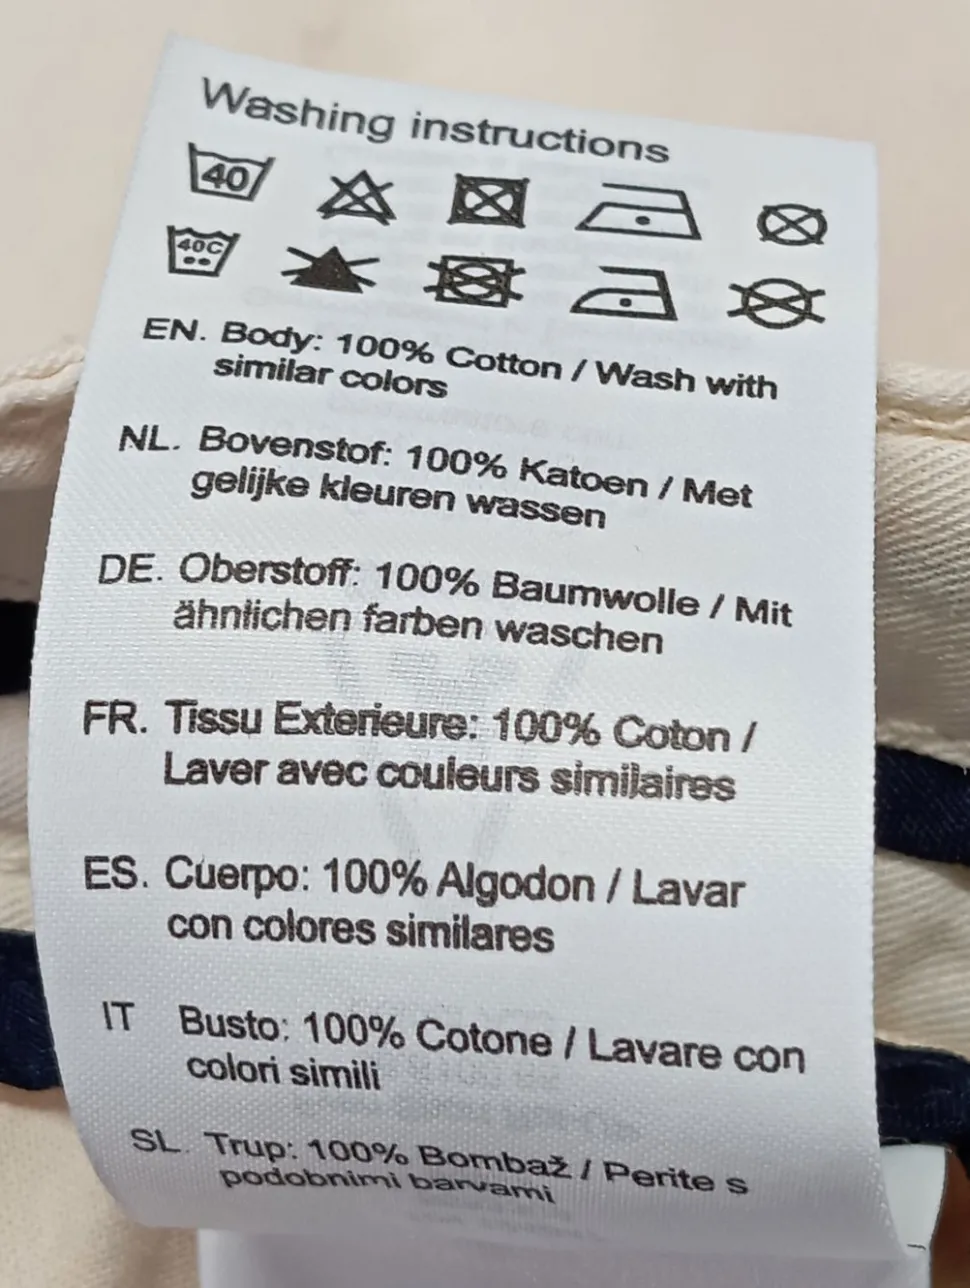 Washing instructions
40
40C
EN. Body: 100% Cotton / Wash with
similar colors
NL. Bovenstof: 100% Katoen / Met
gelijke kleuren wassen
DE. Oberstoff: 100% Baumwolle / Mit
ähnlichen farben waschen
FR. Tissu Exterieure: 100% Coton /
Laver avec couleurs similaires
ES. Cuerpo: 100% Algodon / Lavar
con colores similares
IT Busto: 100% Cotone / Lavare con
colori simili
SL. Trup: 100% Bombaž / Perite s
podobnimi barvami